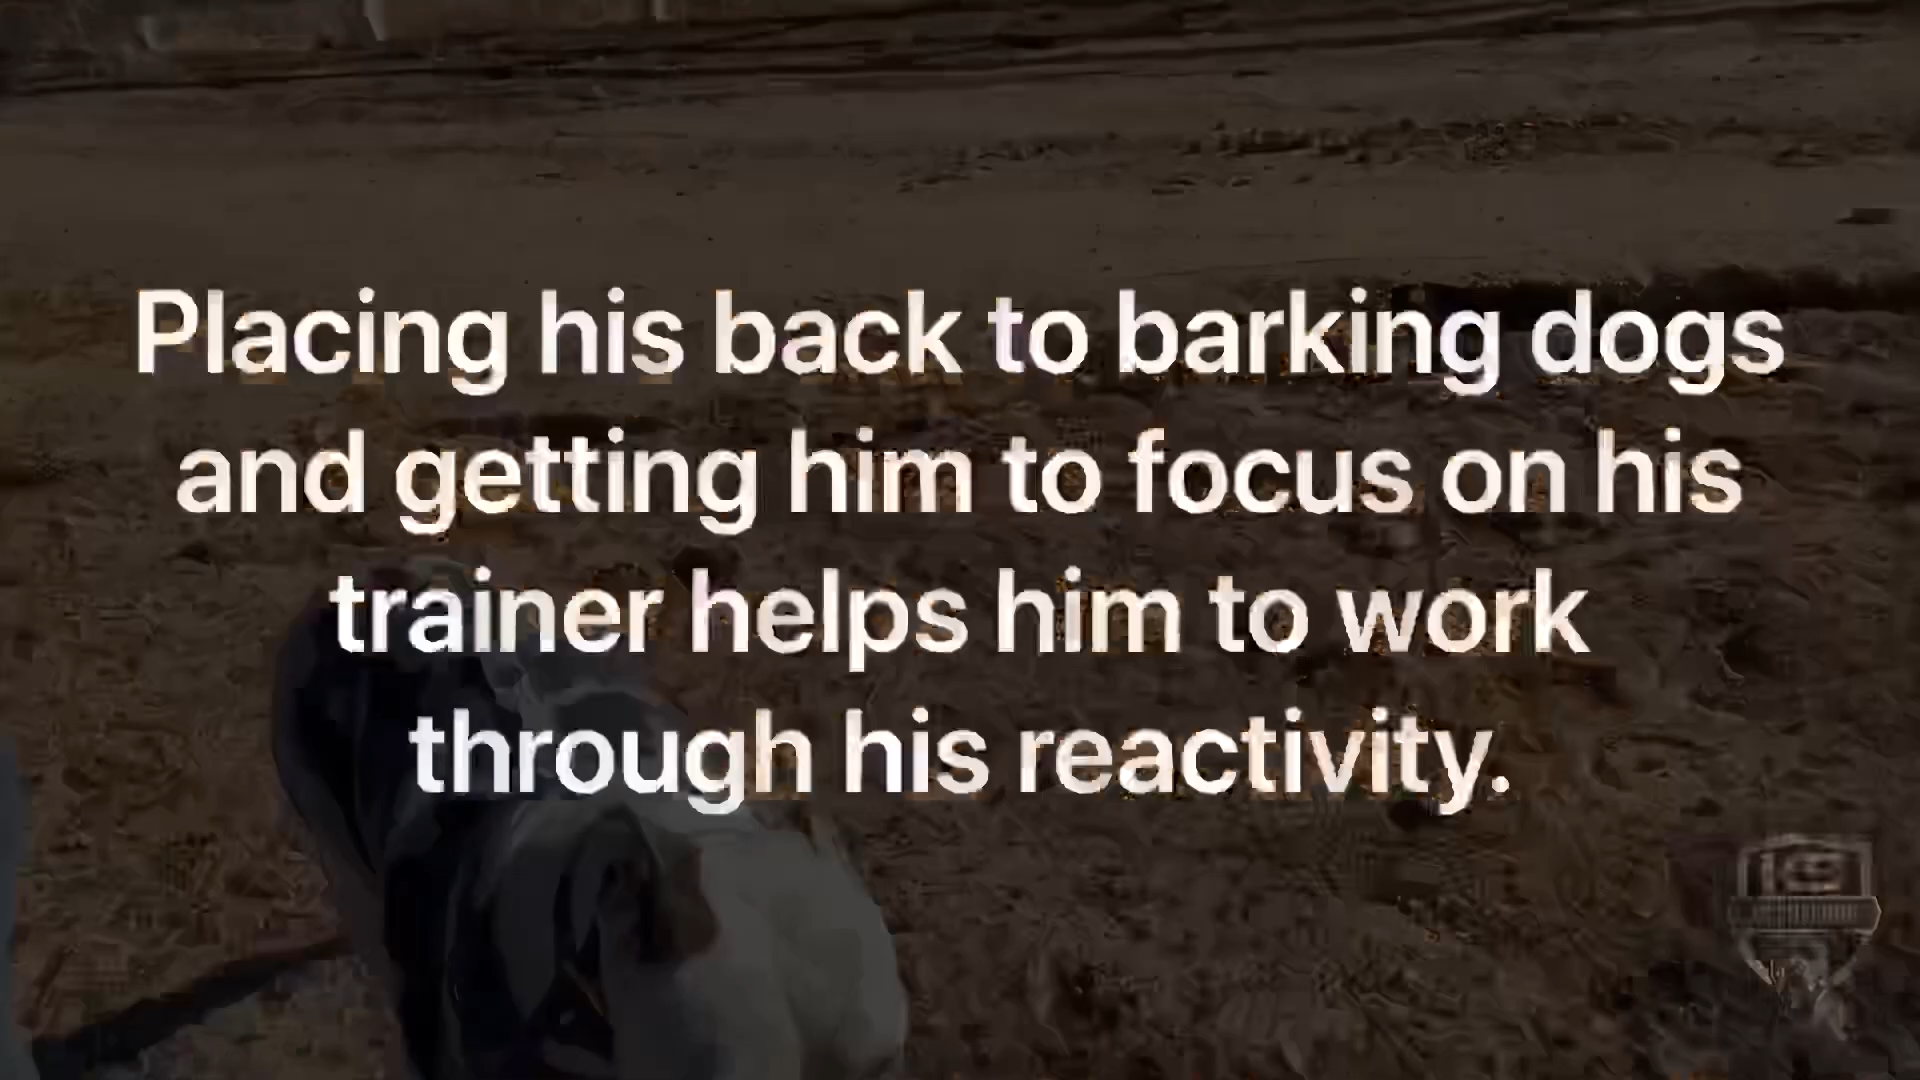 Placing his back to barking dogs
and getting him to focus on his
trainer helps him to work
through his reactivity.